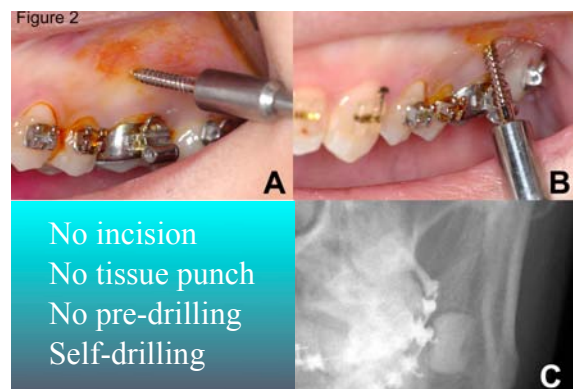 Figure 2
A
B
No incision
No tissue punch
No pre-drilling
Self-drilling
C